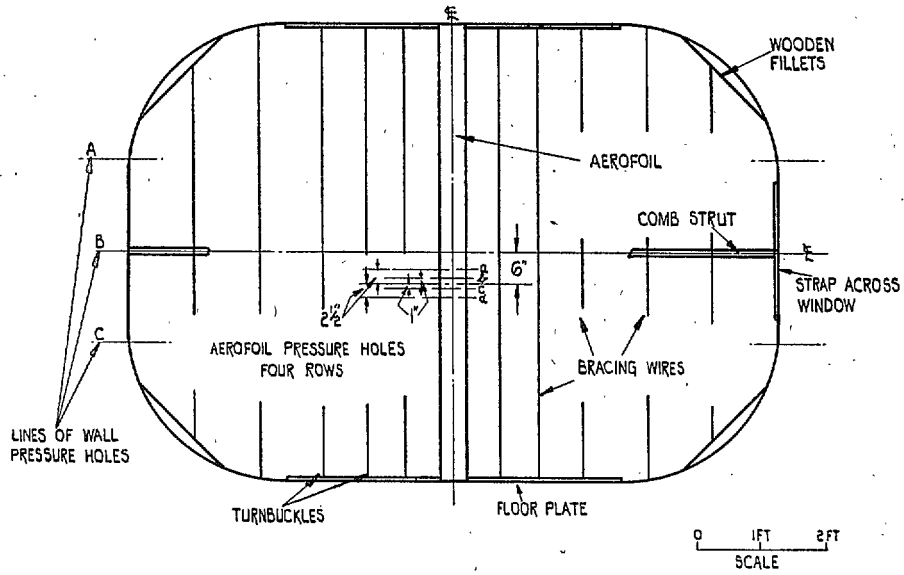 ℄
WOODEN
FILLETS
A
AEROFOIL
COMB STRUT
B
6"
℄
a
b
c
a
STRAP ACROSS
WINDOW
2½"
1"
AEROFOIL PRESSURE HOLES
FOUR ROWS
C
BRACING WIRES
LINES OF WALL
PRESSURE HOLES
TURNBUCKLES
FLOOR PLATE
0 1FT 2FT
SCALE